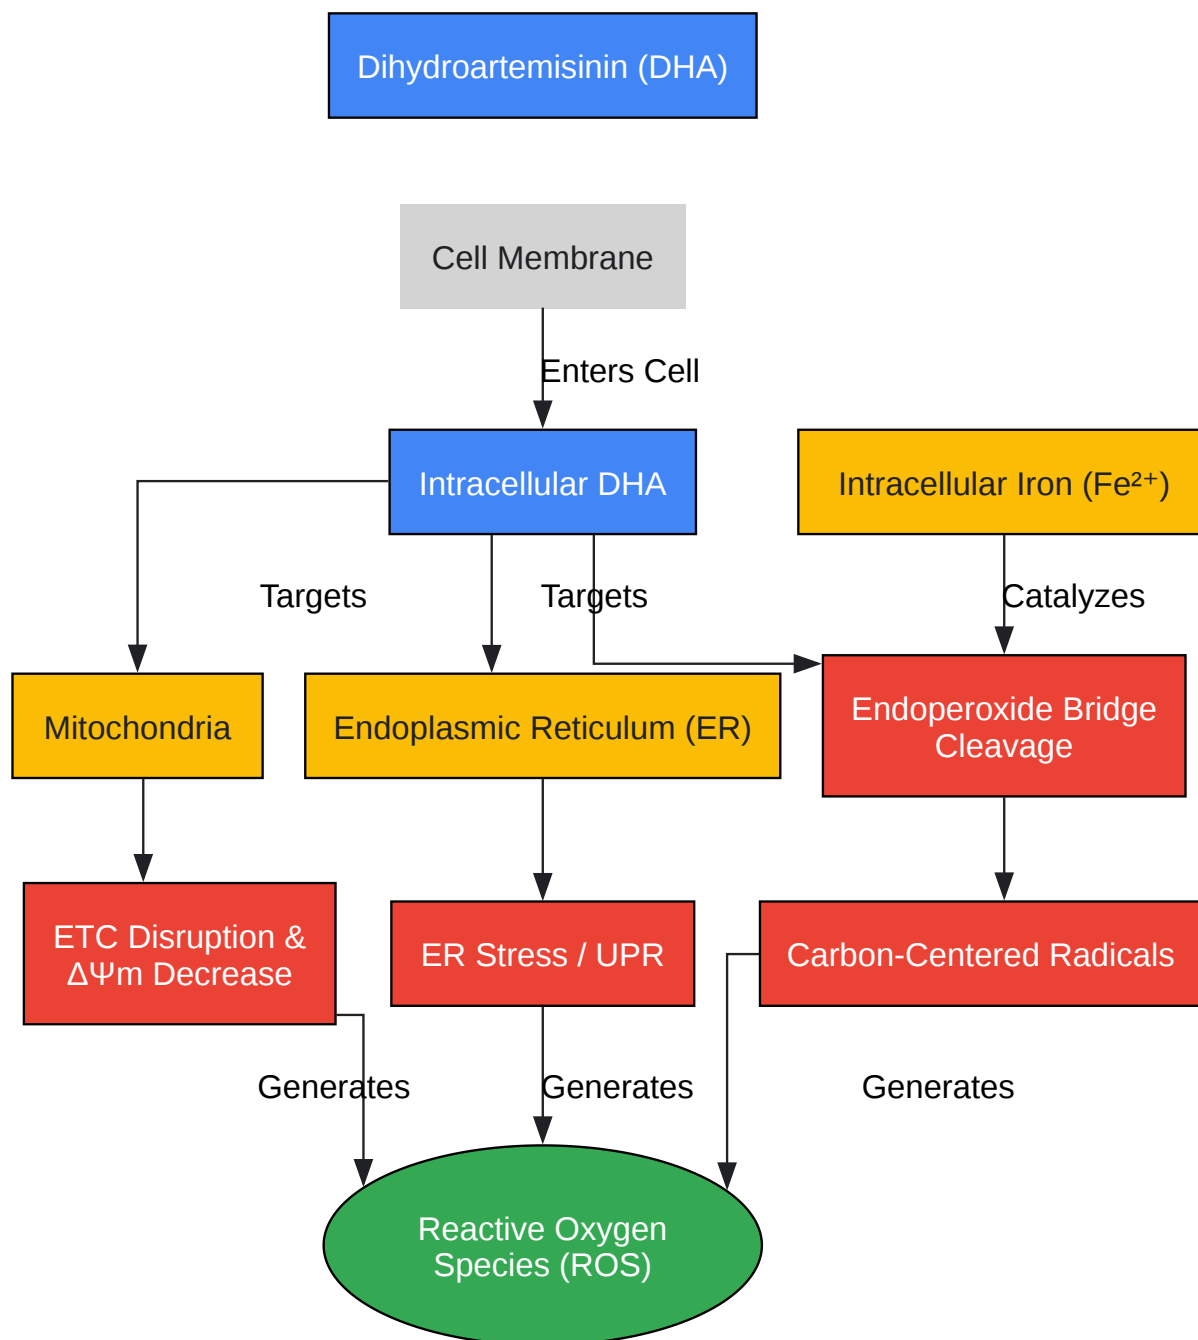 Dihydroartemisinin (DHA)
Cell Membrane
Enters Cell
Intracellular DHA
Intracellular Iron (Fe²⁺)
Targets
Targets
Catalyzes
Mitochondria
Endoplasmic Reticulum (ER)
Endoperoxide Bridge
Cleavage
ETC Disruption &
ΔΨm Decrease
ER Stress / UPR
Carbon-Centered Radicals
Generates
Generates
Generates
Reactive Oxygen
Species (ROS)